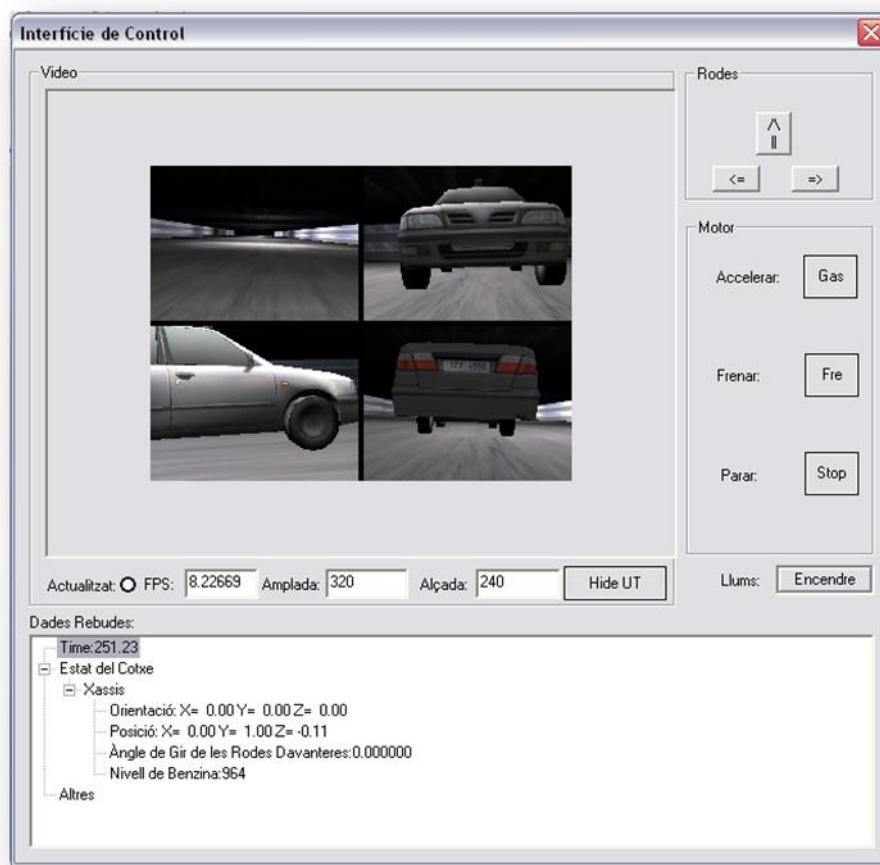 Interfície de Control
Video
Rodes
/\
||
<=
=>
Motor
Accelerar:
Gas
Frenar:
Fre
Parar:
Stop
Actualitzat:
FPS:
8.22669
Amplada:
320
Alçada:
240
Hide UT
Llums:
Encendre
Dades Rebudes:
Time:251.23
Estat del Cotxe
Xassis
Orientació: X= 0.00 Y= 0.00 Z= 0.00
Posició: X= 0.00 Y= 1.00 Z= -0.11
Àngle de Gir de les Rodes Davanteres:0.000000
Nivell de Benzina:964
Altres